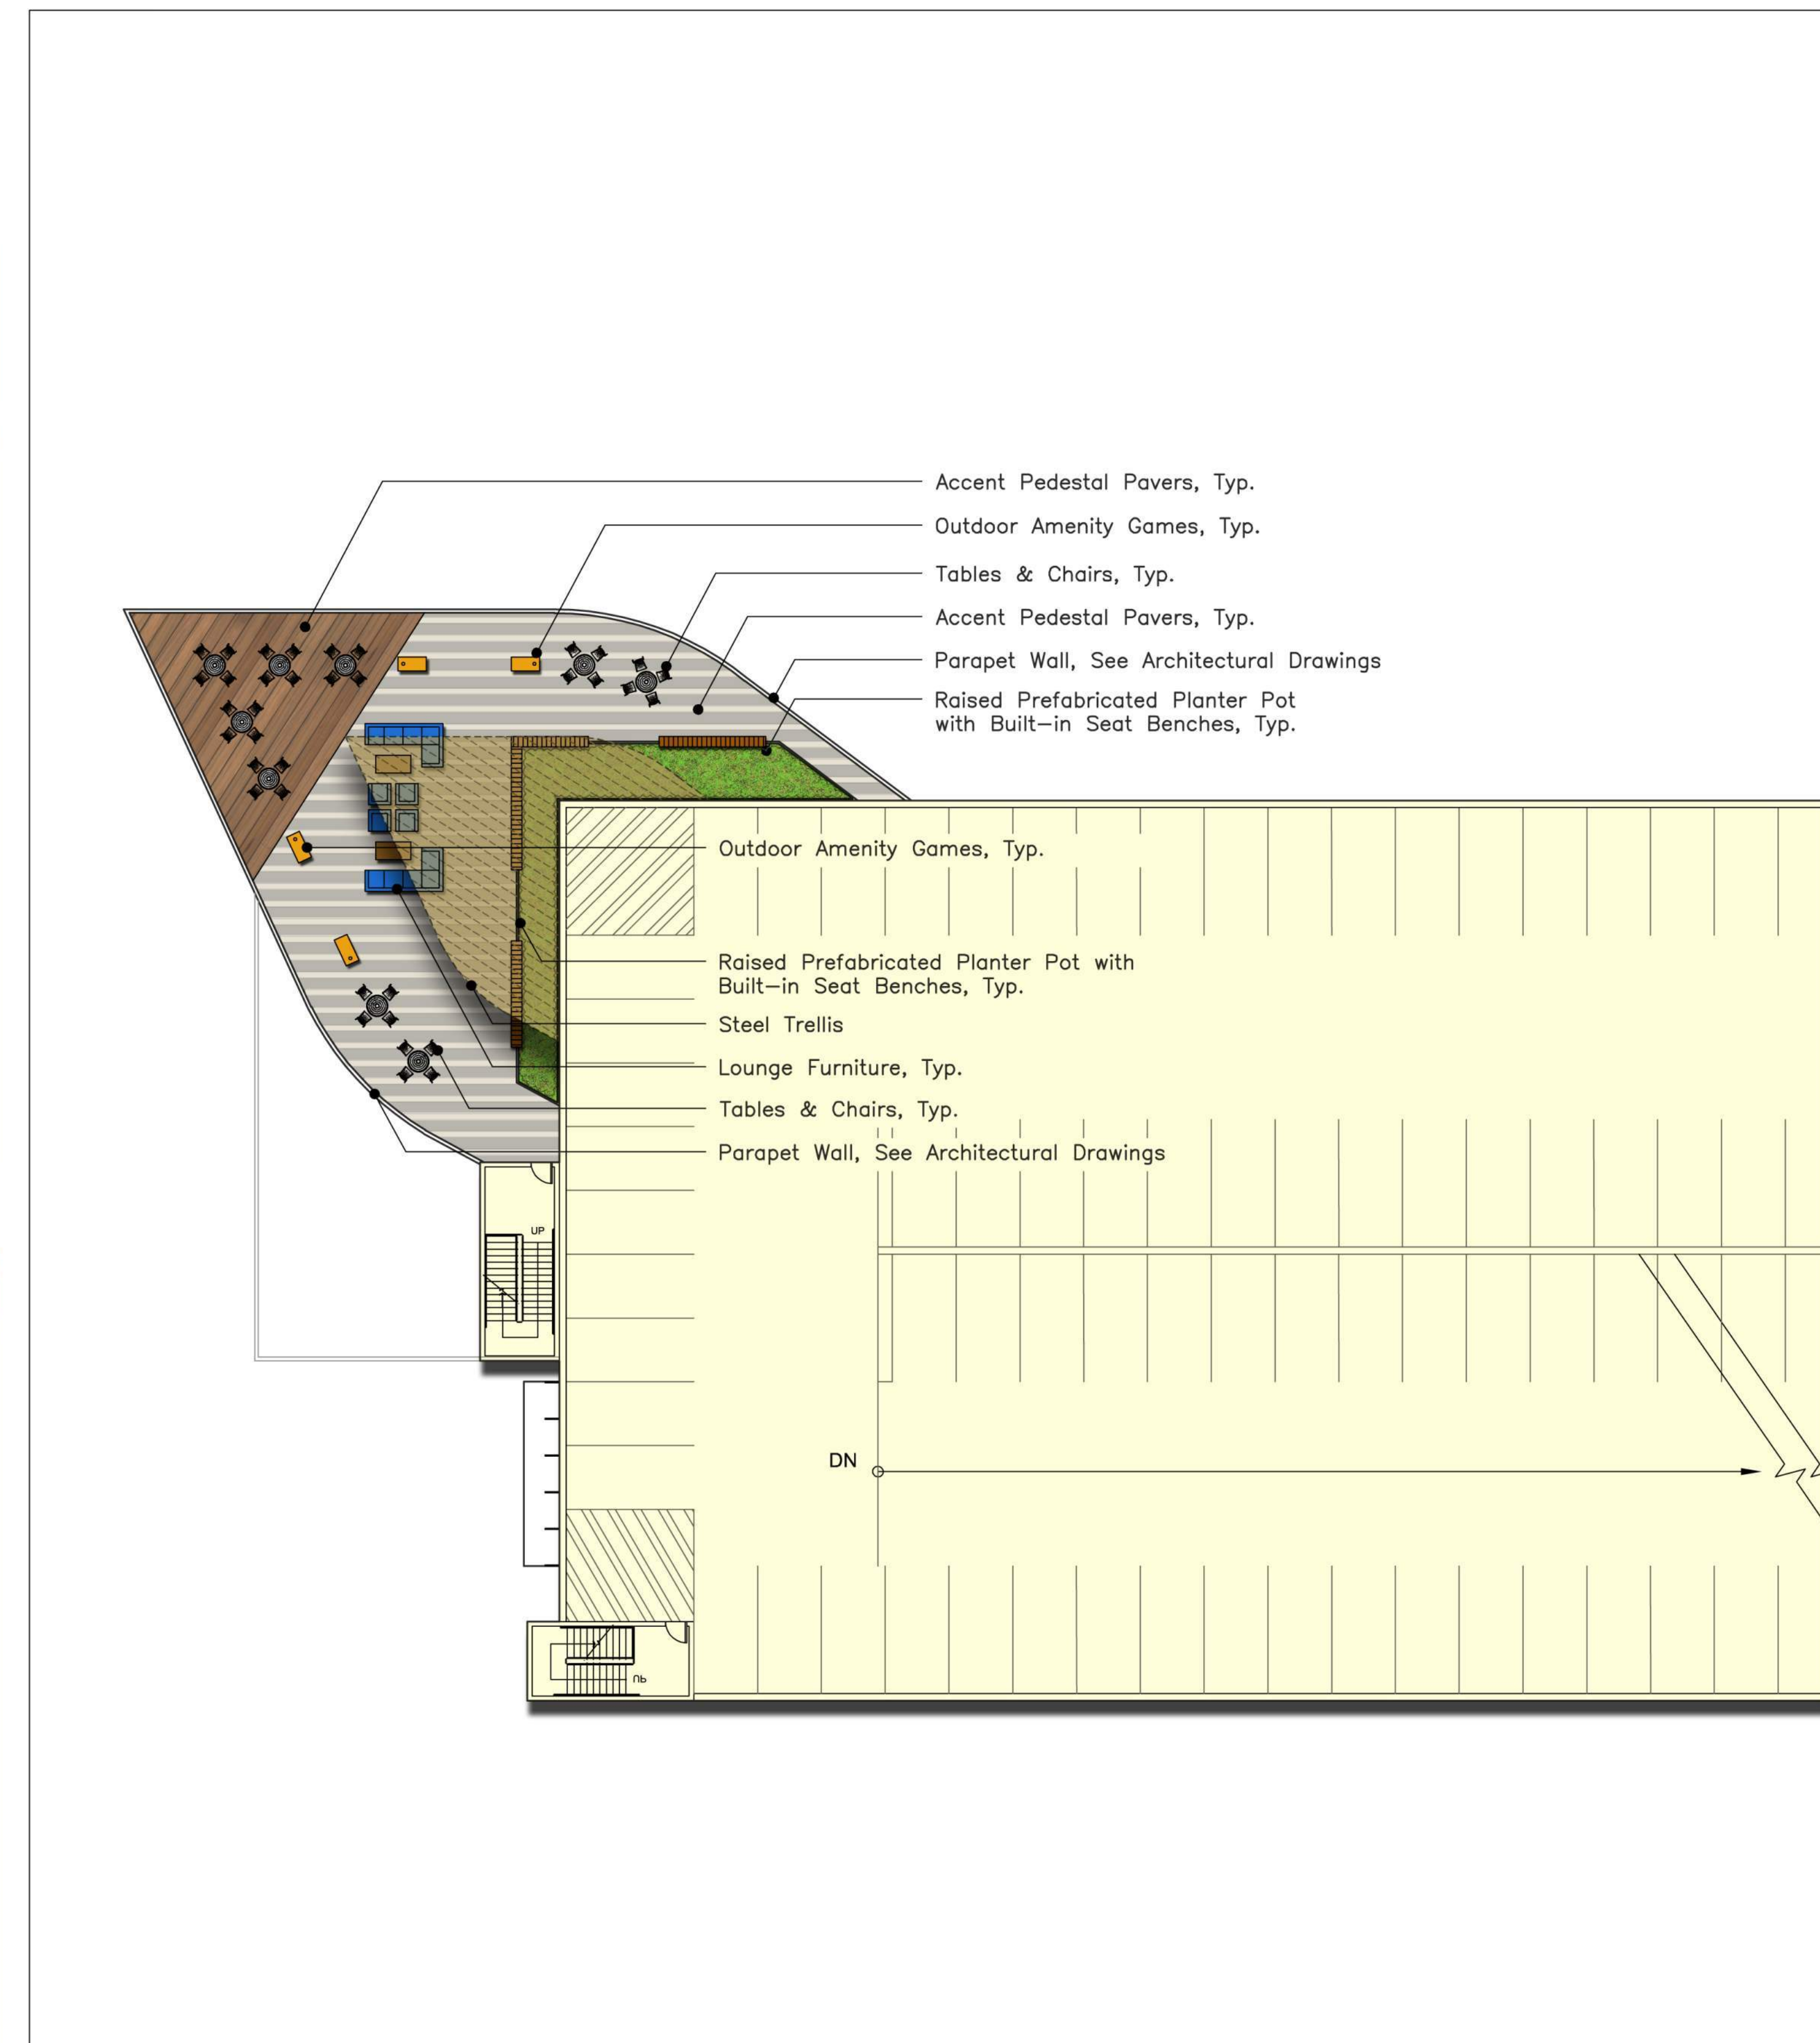 Accent Pedestal Pavers, Typ.
Outdoor Amenity Games, Typ.
Tables & Chairs, Typ.
Accent Pedestal Pavers, Typ.
Parapet Wall, See Architectural Drawings
Raised Prefabricated Planter Pot
with Built-in Seat Benches, Typ.
Outdoor Amenity Games, Typ.
Raised Prefabricated Planter Pot with
Built-in Seat Benches, Typ.
Steel Trellis
Lounge Furniture, Typ.
Tables & Chairs, Typ.
Parapet Wall, See Architectural Drawings
UP
DN
UP